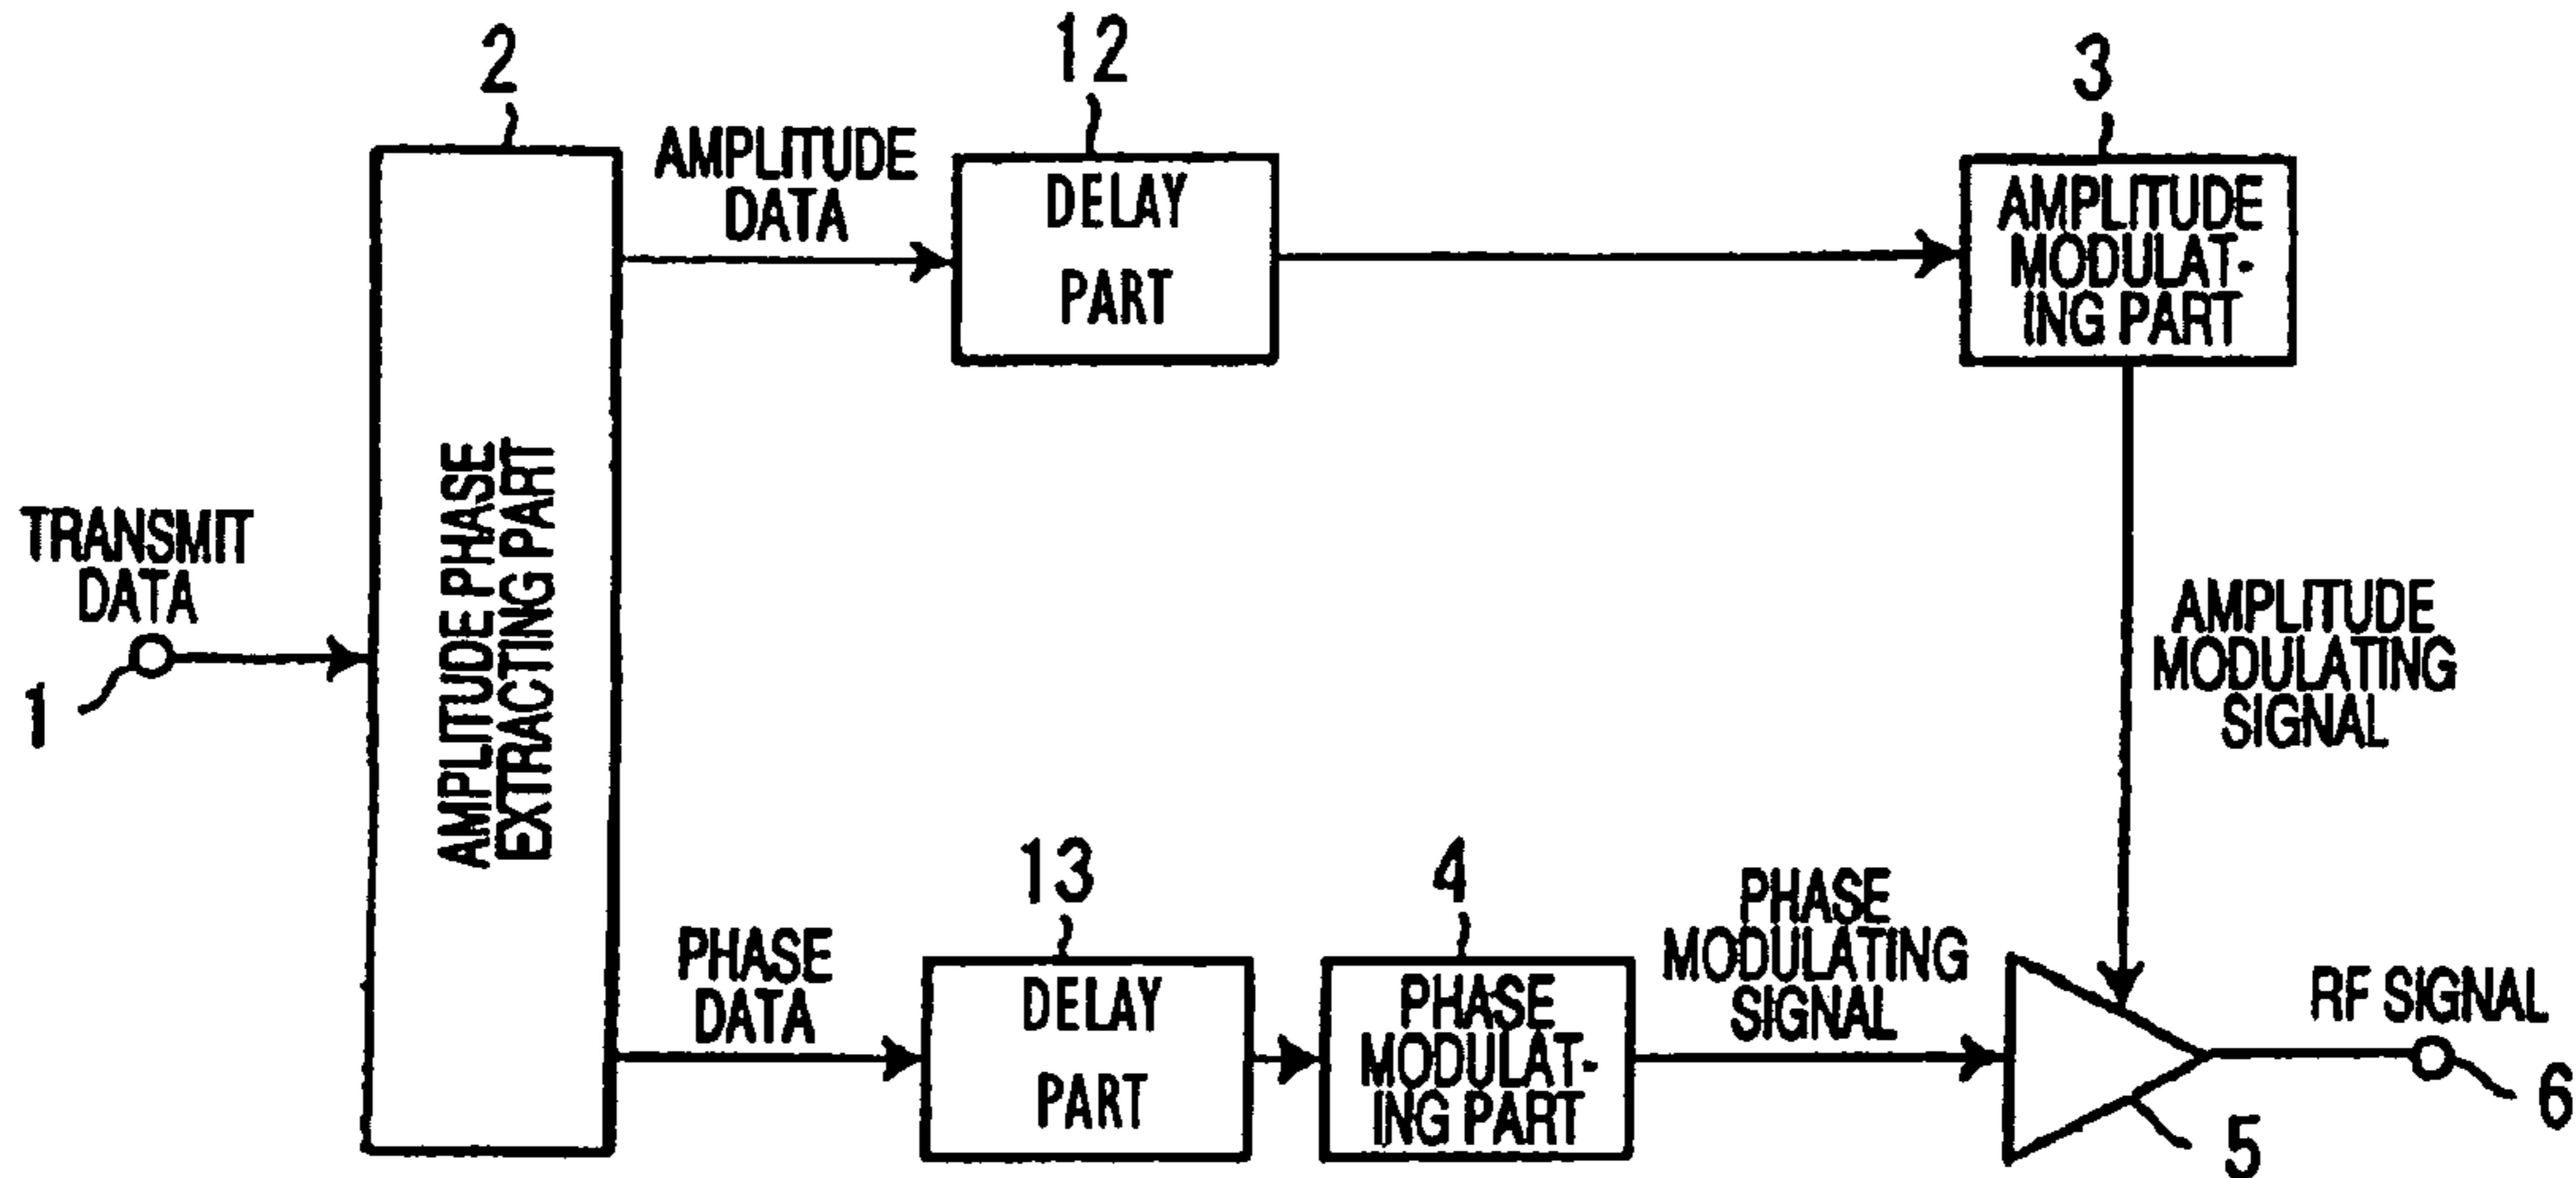 2
12
3
AMPLITUDE
DATA
DELAY
PART
AMPLITUDE
MODULAT-
ING PART
AMPLITUDE PHASE
EXTRACTING PART
TRANSMIT
DATA
1
AMPLITUDE
MODULATING
SIGNAL
13
4
PHASE
DATA
DELAY
PART
PHASE
MODULAT-
ING PART
PHASE
MODULATING
SIGNAL
RF SIGNAL
5
6